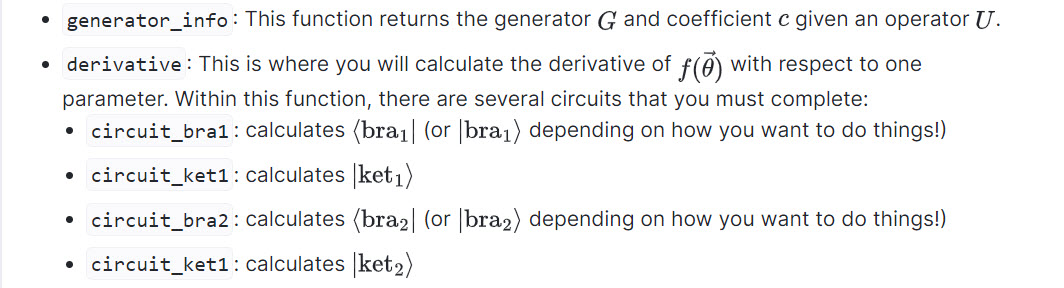 • generator_info: This function returns the generator G and coefficient c given an operator U.
• derivative: This is where you will calculate the derivative of f(θ⃗) with respect to one
parameter. Within this function, there are several circuits that you must complete:
• circuit_bra1: calculates ⟨bra₁| (or |bra₁⟩ depending on how you want to do things!)
• circuit_ket1: calculates |ket₁⟩
• circuit_bra2: calculates ⟨bra₂| (or |bra₂⟩ depending on how you want to do things!)
• circuit_ket1: calculates |ket₂⟩